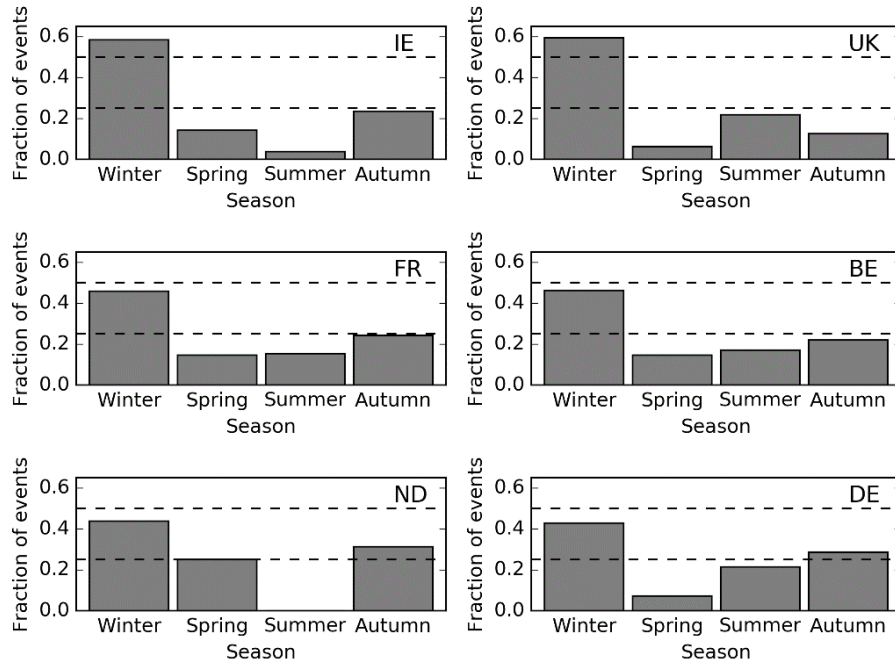 IE
Fraction of events
0.6
0.4
0.2
0.0
Winter Spring Summer Autumn
Season
UK
Fraction of events
0.6
0.4
0.2
0.0
Winter Spring Summer Autumn
Season
FR
Fraction of events
0.6
0.4
0.2
0.0
Winter Spring Summer Autumn
Season
BE
Fraction of events
0.6
0.4
0.2
0.0
Winter Spring Summer Autumn
Season
ND
Fraction of events
0.6
0.4
0.2
0.0
Winter Spring Summer Autumn
Season
DE
Fraction of events
0.6
0.4
0.2
0.0
Winter Spring Summer Autumn
Season